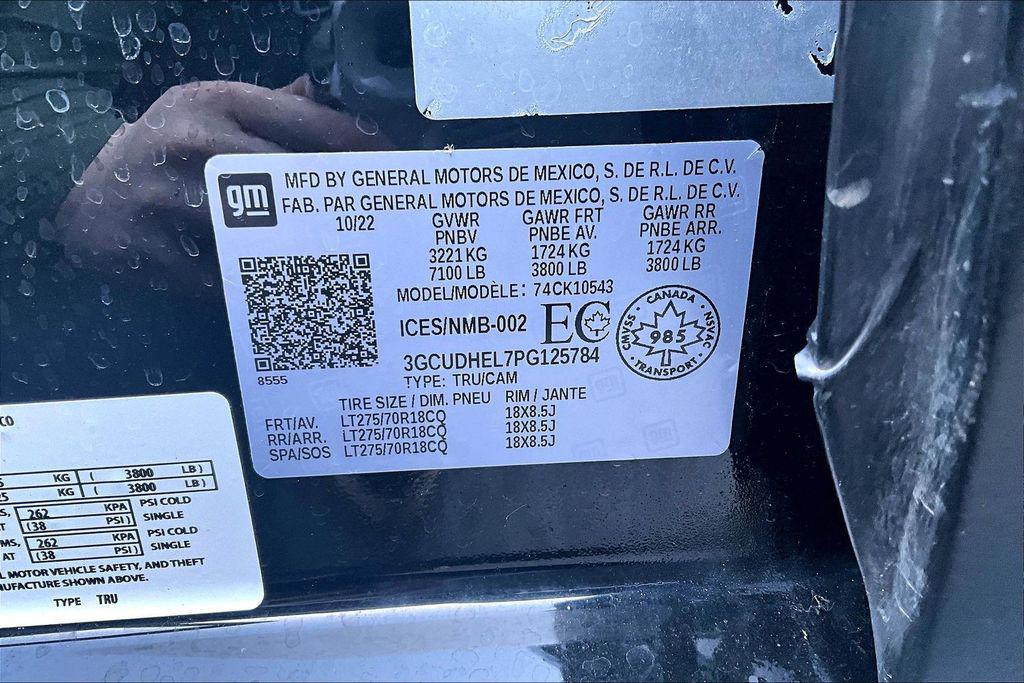 gm
MFD BY GENERAL MOTORS DE MEXICO, S. DE R.L. DE C.V.
FAB. PAR GENERAL MOTORS DE MEXICO, S. DE R.L. DE C.V.
10/22 GVWR GAWR FRT GAWR RR
PNBV PNBE AV. PNBE ARR.
3221 KG 1724 KG 1724 KG
7100 LB 3800 LB 3800 LB
MODEL/MODÈLE: 74CK10543
ICES/NMB-002 EC
CANADA
CMVSS 985 NSVAC
TRANSPORT
3GCUDHEL7PG125784
8555
TYPE: TRU/CAM
TIRE SIZE / DIM. PNEU RIM / JANTE
FRT/AV. LT275/70R18CQ 18X8.5J
RR/ARR. LT275/70R18CQ 18X8.5J
SPA/SOS LT275/70R18CQ 18X8.5J
CO
KG ( 3800 LB)
KG ( 3800 LB)
262 KPA PSI COLD
(38 PSI) SINGLE
262 KPA PSI COLD
AT (38 PSI) SINGLE
MOTOR VEHICLE SAFETY, AND THEFT
SHOWN ABOVE.
TYPE TRU